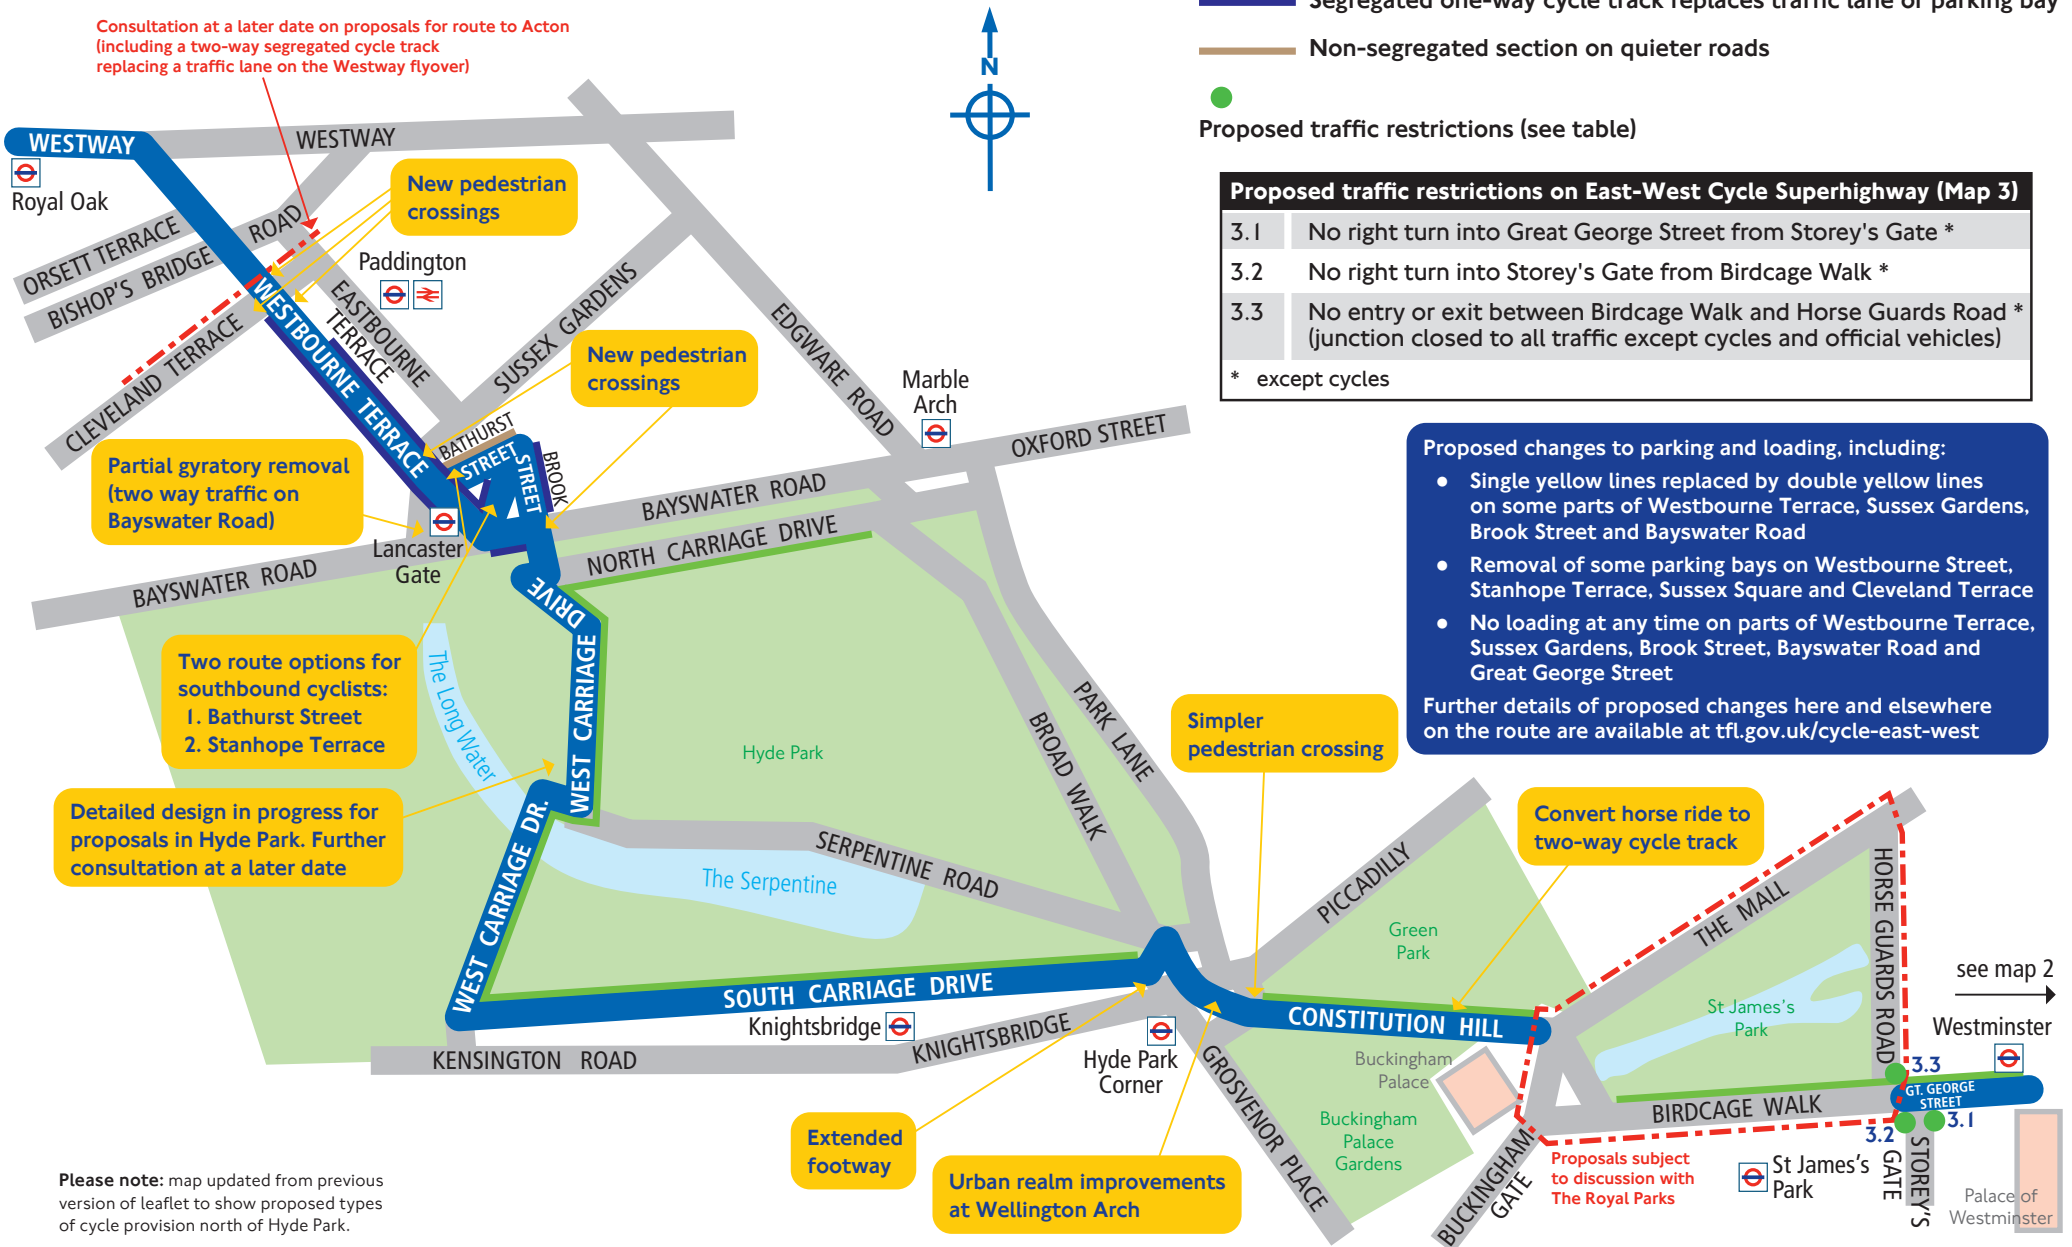 Segregated one-way cycle track replaces traffic lane or parking bay
Non-segregated section on quieter roads
Proposed traffic restrictions (see table)
Proposed traffic restrictions on East-West Cycle Superhighway (Map 3)
3.1 No right turn into Great George Street from Storey's Gate *
3.2 No right turn into Storey's Gate from Birdcage Walk *
3.3 No entry or exit between Birdcage Walk and Horse Guards Road *
(junction closed to all traffic except cycles and official vehicles)
* except cycles
Consultation at a later date on proposals for route to Acton
(including a two-way segregated cycle track
replacing a traffic lane on the Westway flyover)
N
WESTWAY
WESTWAY
Royal Oak
New pedestrian
crossings
ORSETT TERRACE
BISHOP'S BRIDGE ROAD
Paddington
CLEVELAND TERRACE
WESTBOURNE TERRACE
EASTBOURNE
TERRACE
SUSSEX GARDENS
EDGWARE ROAD
New pedestrian
crossings
Marble
Arch
OXFORD STREET
BATHURST
STREET
BROOK
STREET
Partial gyratory removal
(two way traffic on
Bayswater Road)
Lancaster
Gate
BAYSWATER ROAD
BAYSWATER ROAD
NORTH CARRIAGE DRIVE
Proposed changes to parking and loading, including:
● Single yellow lines replaced by double yellow lines
on some parts of Westbourne Terrace, Sussex Gardens,
Brook Street and Bayswater Road
● Removal of some parking bays on Westbourne Street,
Stanhope Terrace, Sussex Square and Cleveland Terrace
● No loading at any time on parts of Westbourne Terrace,
Sussex Gardens, Brook Street, Bayswater Road and
Great George Street
Further details of proposed changes here and elsewhere
on the route are available at tfl.gov.uk/cycle-east-west
Two route options for
southbound cyclists:
1. Bathurst Street
2. Stanhope Terrace
The Long Water
WEST CARRIAGE DRIVE
Hyde Park
BROAD WALK
PARK LANE
Simpler
pedestrian crossing
Detailed design in progress for
proposals in Hyde Park. Further
consultation at a later date
WEST CARRIAGE DR.
SERPENTINE ROAD
The Serpentine
PICCADILLY
Convert horse ride to
two-way cycle track
Green
Park
THE MALL
HORSE GUARDS ROAD
St James's
Park
see map 2
Westminster
SOUTH CARRIAGE DRIVE
Knightsbridge
KENSINGTON ROAD
KNIGHTSBRIDGE
Hyde Park
Corner
CONSTITUTION HILL
Buckingham
Palace
GROSVENOR PLACE
Buckingham
Palace
Gardens
BIRDCAGE WALK
3.3
GT. GEORGE
STREET
3.2
3.1
BUCKINGHAM
GATE
Proposals subject
to discussion with
The Royal Parks
St James's
Park
STOREY'S
GATE
Palace of
Westminster
Extended
footway
Urban realm improvements
at Wellington Arch
Please note: map updated from previous
version of leaflet to show proposed types
of cycle provision north of Hyde Park.